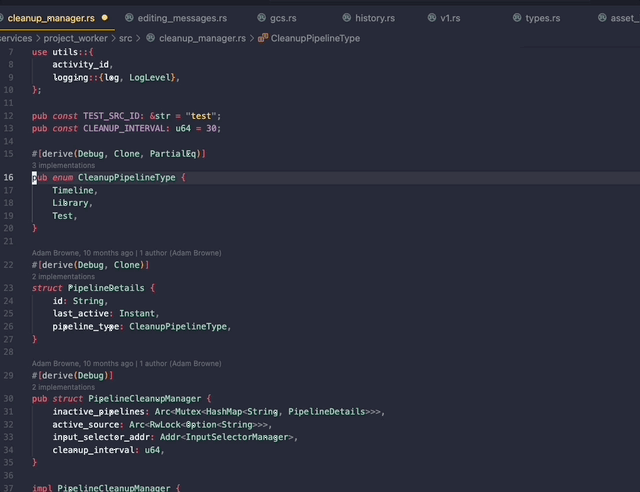 cleanup_manager.rs editing_messages.rs gcs.rs history.rs v1.rs types.rs asset_
services > project_worker > src > cleanup_manager.rs > CleanupPipelineType
7 use utils::{
8 activity_id,
9 logging::{log, LogLevel},
10 };
11
12 pub const TEST_SRC_ID: &str = "test";
13 pub const CLEANUP_INTERVAL: u64 = 30;
14
15 #[derive(Debug, Clone, PartialEq)]
3 implementations
16 pub enum CleanupPipelineType {
17 Timeline,
18 Library,
19 Test,
20 }
21
Adam Browne, 10 months ago | 1 author (Adam Browne)
22 #[derive(Debug, Clone)]
2 implementations
23 struct PipelineDetails {
24 id: String,
25 last_active: Instant,
26 pipeline_type: CleanupPipelineType,
27 }
28
Adam Browne, 10 months ago | 1 author (Adam Browne)
29 #[derive(Debug)]
2 implementations
30 pub struct PipelineCleanupManager {
31 inactive_pipelines: Arc<Mutex<HashMap<String, PipelineDetails>>>,
32 active_source: Arc<RwLock<Option<String>>>,
33 input_selector_addr: Addr<InputSelectorManager>,
34 cleanup_interval: u64,
35 }
36
37 impl PipelineCleanupManager {